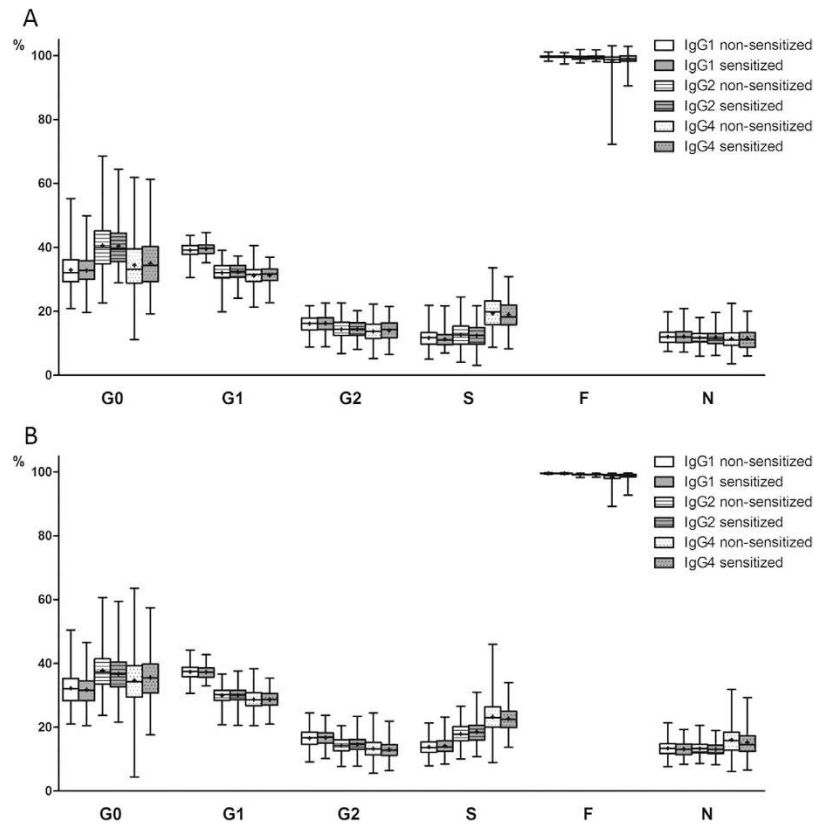 A
%
100
80
60
40
20
0
G0 G1 G2 S F N
IgG1 non-sensitized
IgG1 sensitized
IgG2 non-sensitized
IgG2 sensitized
IgG4 non-sensitized
IgG4 sensitized
B
%
100
80
60
40
20
0
G0 G1 G2 S F N
IgG1 non-sensitized
IgG1 sensitized
IgG2 non-sensitized
IgG2 sensitized
IgG4 non-sensitized
IgG4 sensitized